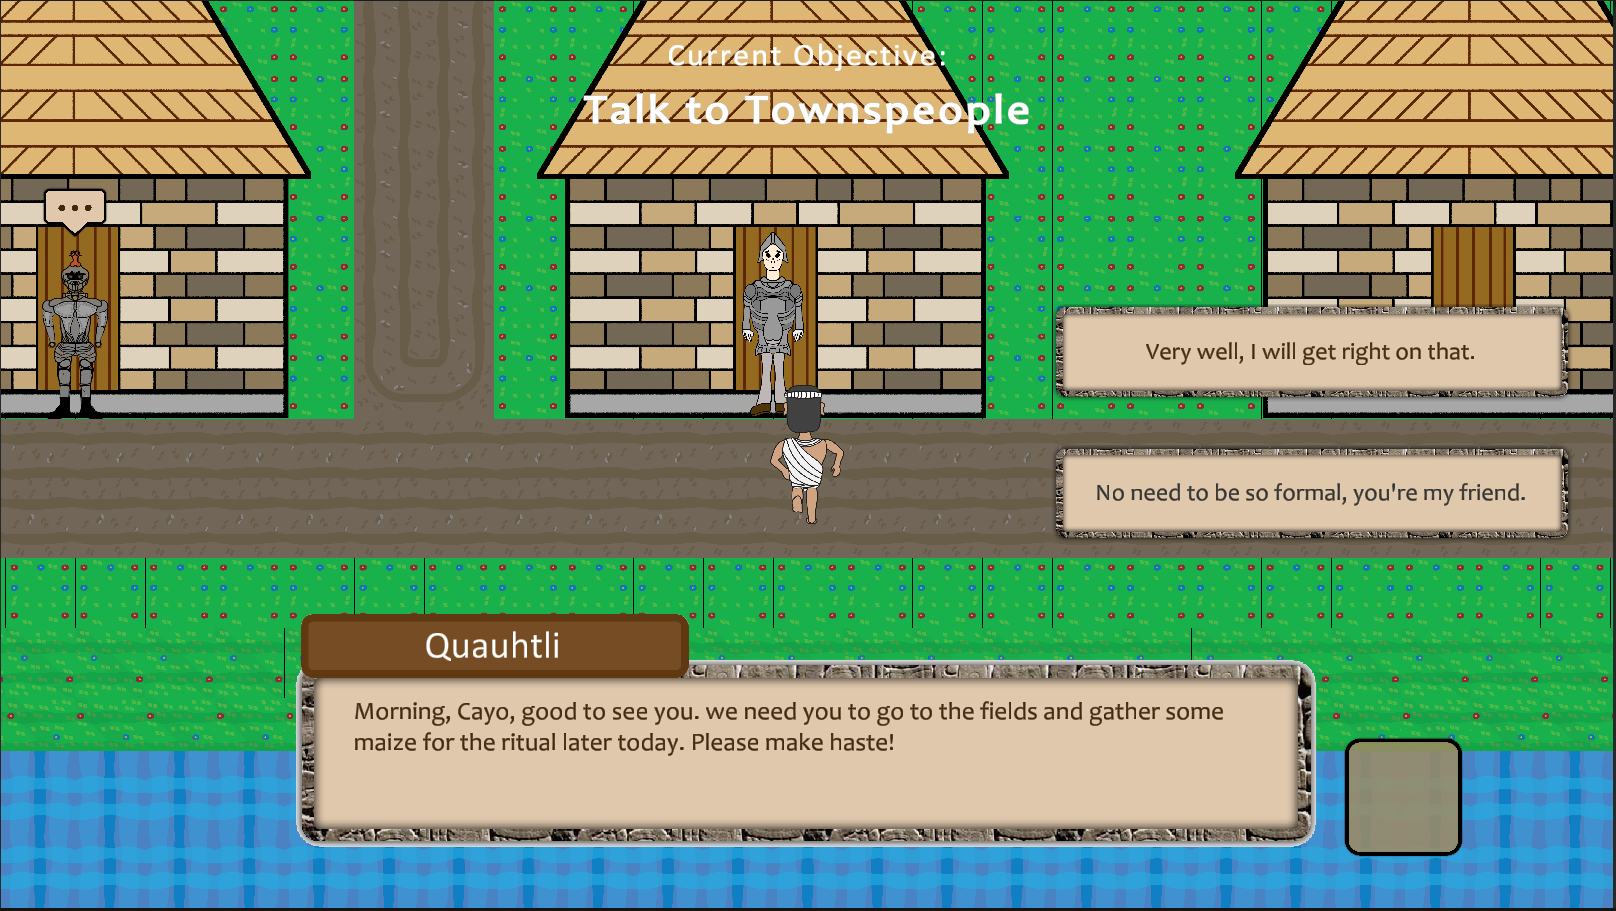 Current Objective:
Talk to Townspeople
Very well, I will get right on that.
No need to be so formal, you're my friend.
Quauhtli
Morning, Cayo, good to see you. we need you to go to the fields and gather some
maize for the ritual later today. Please make haste!